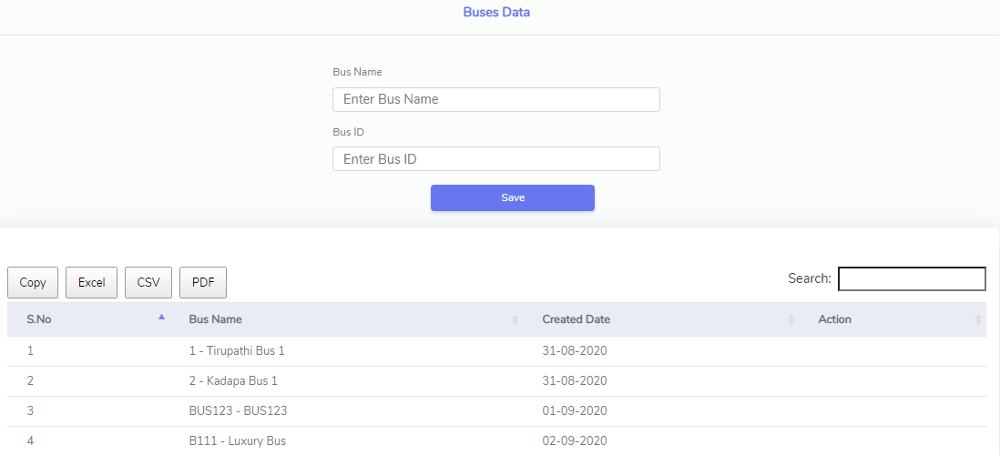 Buses Data
Bus Name
Enter Bus Name
Bus ID
Enter Bus ID
Save
Copy Excel CSV PDF Search:
S.No Bus Name Created Date Action
1 1 - Tirupathi Bus 1 31-08-2020
2 2 - Kadapa Bus 1 31-08-2020
3 BUS123 - BUS123 01-09-2020
4 B111 - Luxury Bus 02-09-2020